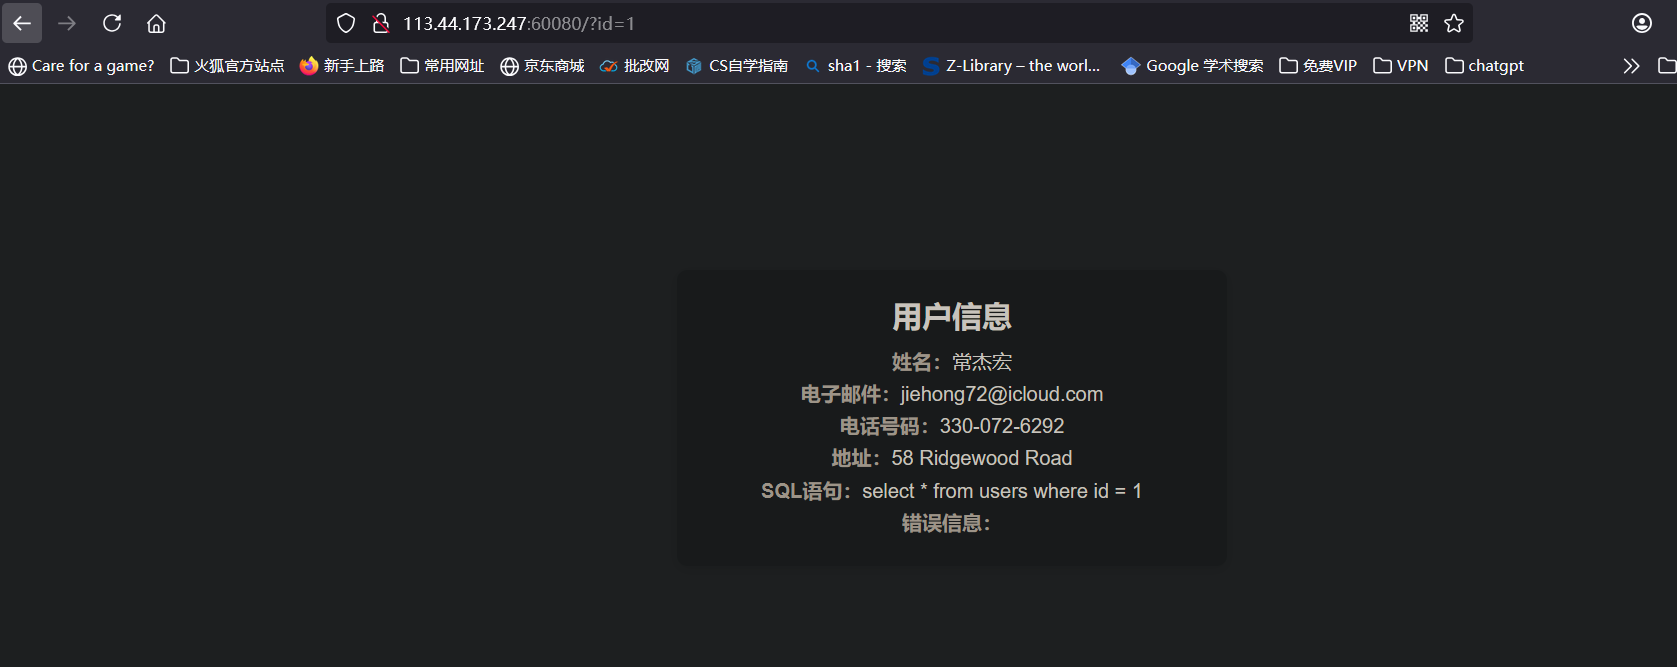 113.44.173.247:60080/?id=1
Care for a game? 火狐官方站点 新手上路 常用网址 京东商城 批改网 CS自学指南 sha1 - 搜索 Z-Library – the worl... Google 学术搜索 免费VIP VPN chatgpt
用户信息
姓名：常杰宏
电子邮件：jiehong72@icloud.com
电话号码：330-072-6292
地址：58 Ridgewood Road
SQL语句：select * from users where id = 1
错误信息：